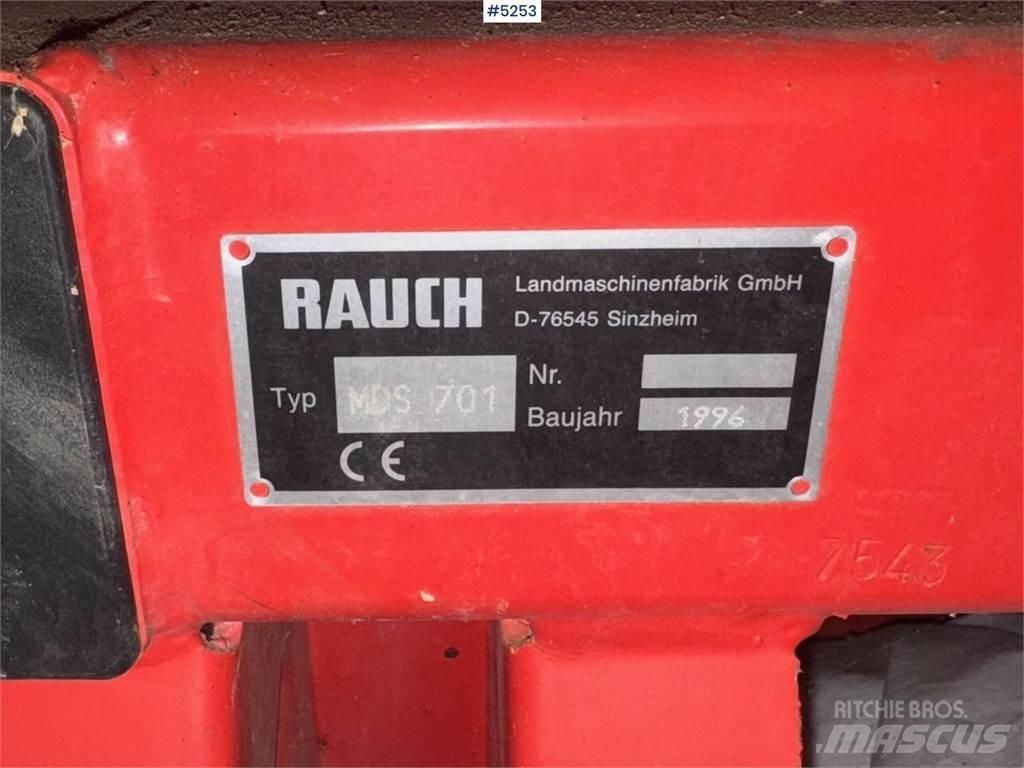 #5253
RAUCH
Landmaschinenfabrik GmbH
D-76545 Sinzheim
Typ MDS 701
Nr.
Baujahr 1996
CE
7543
RITCHIE BROS.
MASCUS